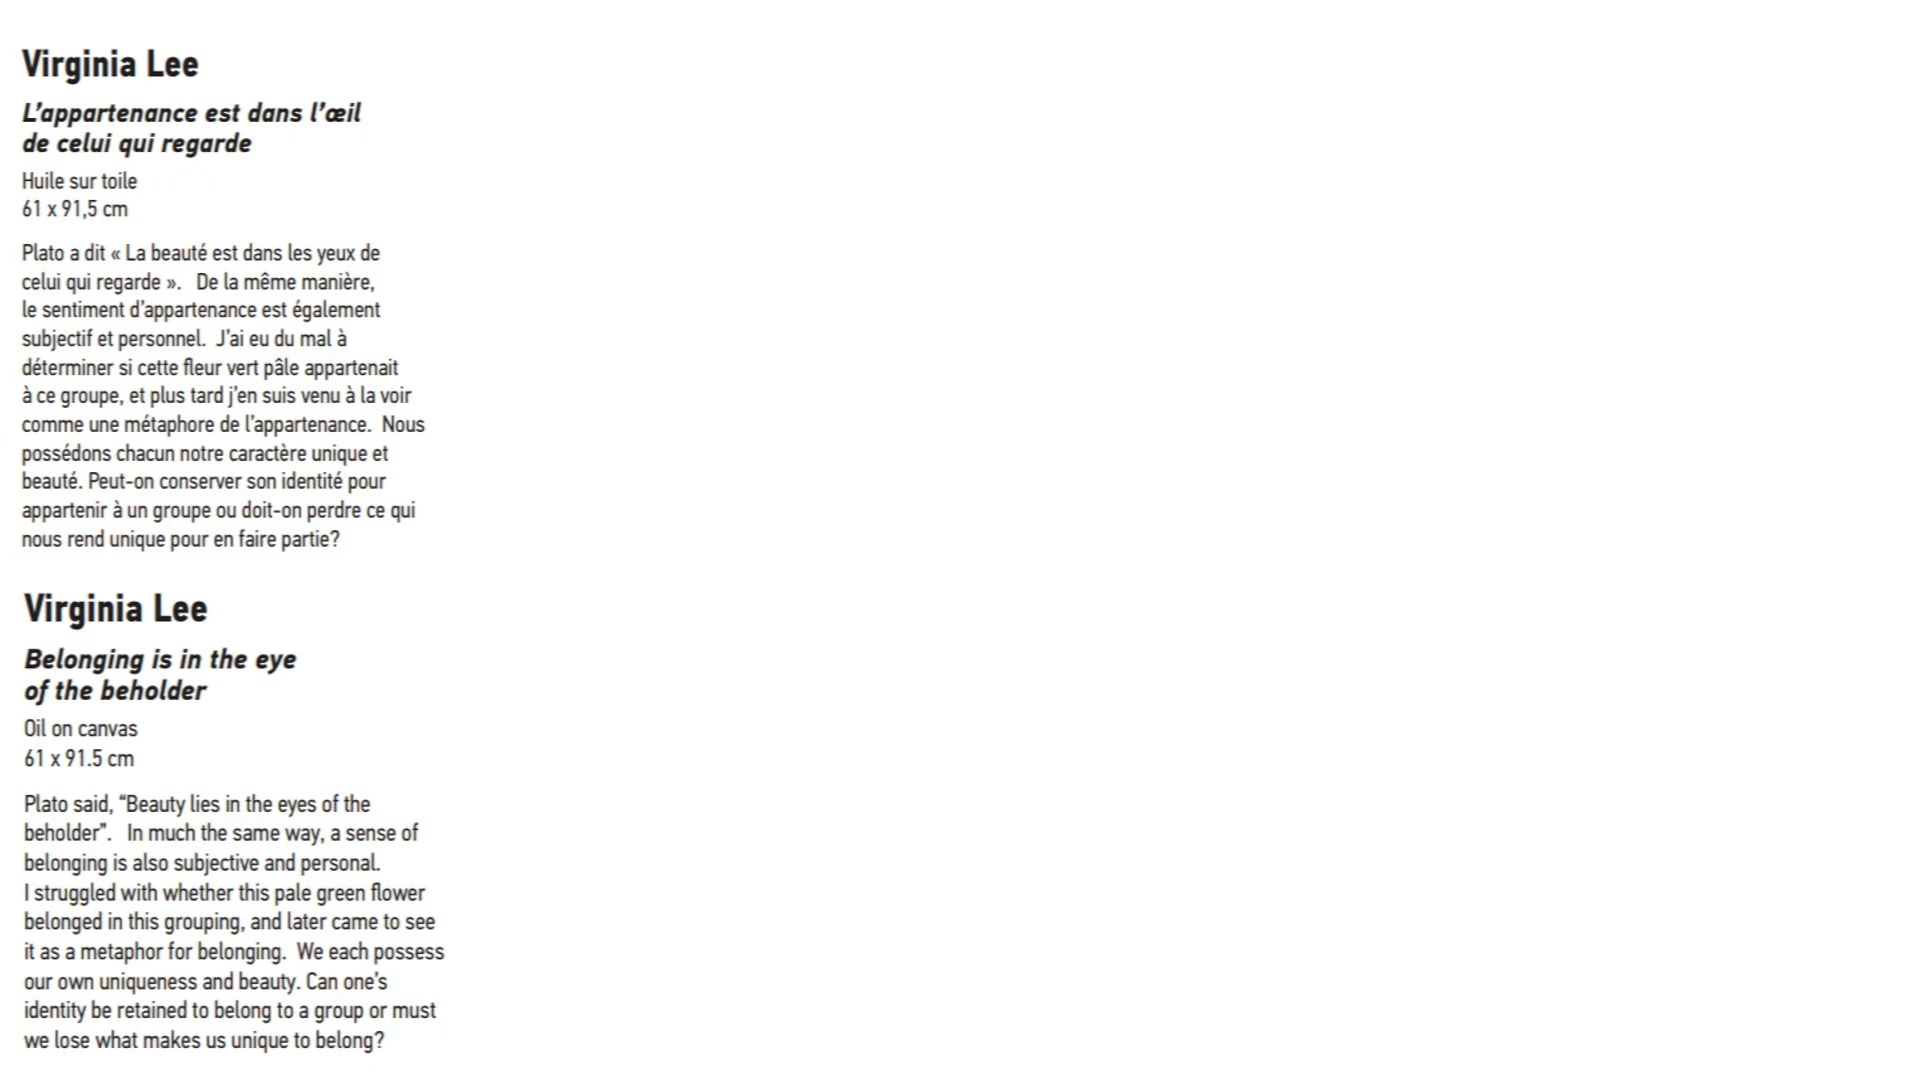 Virginia Lee
L’appartenance est dans l’œil
de celui qui regarde
Huile sur toile
61 x 91,5 cm
Plato a dit « La beauté est dans les yeux de
celui qui regarde ».   De la même manière,
le sentiment d’appartenance est également
subjectif et personnel.  J’ai eu du mal à
déterminer si cette fleur vert pâle appartenait
à ce groupe, et plus tard j’en suis venu à la voir
comme une métaphore de l’appartenance.  Nous
possédons chacun notre caractère unique et
beauté. Peut-on conserver son identité pour
appartenir à un groupe ou doit-on perdre ce qui
nous rend unique pour en faire partie?
Virginia Lee
Belonging is in the eye
of the beholder
Oil on canvas
61 x 91.5 cm
Plato said, “Beauty lies in the eyes of the
beholder”.   In much the same way, a sense of
belonging is also subjective and personal.
I struggled with whether this pale green flower
belonged in this grouping, and later came to see
it as a metaphor for belonging.  We each possess
our own uniqueness and beauty. Can one’s
identity be retained to belong to a group or must
we lose what makes us unique to belong?